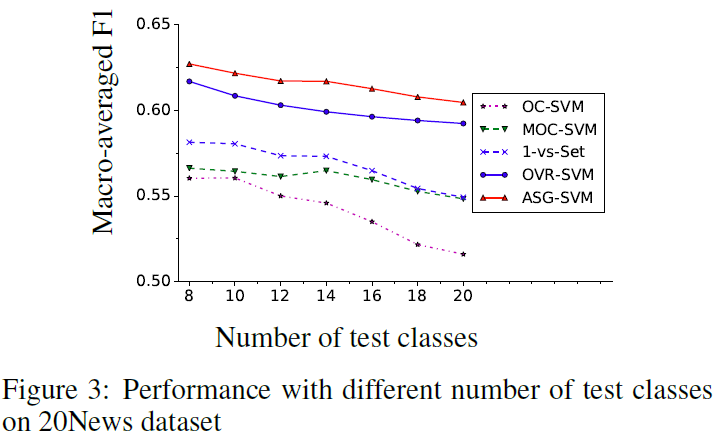 0.65
0.60
0.55
0.50
Macro-averaged F1
8 10 12 14 16 18 20
Number of test classes
OC-SVM
MOC-SVM
1-vs-Set
OVR-SVM
ASG-SVM
Figure 3: Performance with different number of test classes
on 20News dataset